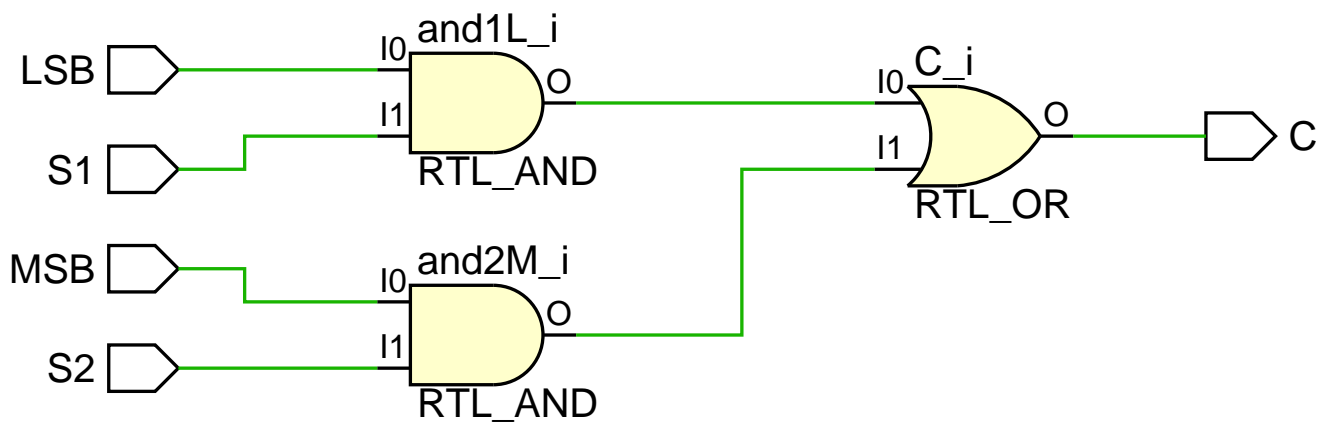 and1L_i
LSB
I0
O
I1
S1
RTL_AND
C_i
I0
O
I1
C
RTL_OR
and2M_i
MSB
I0
O
I1
S2
RTL_AND